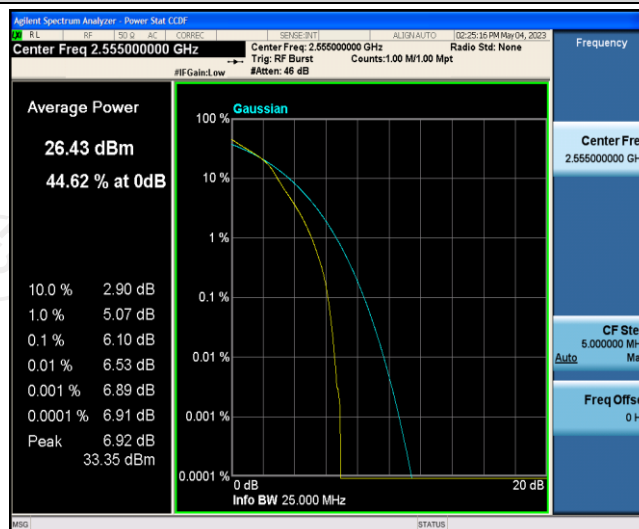 Agilent Spectrum Analyzer - Power Stat CCDF
RL RF 50 Ω AC CORREC SENSE:INT ALIGNAUTO 02:25:16 PM May 04, 2023
Center Freq 2.555000000 GHz
Center Freq: 2.555000000 GHz Radio Std: None
Trig: RF Burst Counts:1.00 M/1.00 Mpt
#IFGain:Low #Atten: 46 dB
Frequency
Average Power
26.43 dBm
44.62 % at 0dB
10.0 % 2.90 dB
1.0 % 5.07 dB
0.1 % 6.10 dB
0.01 % 6.53 dB
0.001 % 6.89 dB
0.0001 % 6.91 dB
Peak 6.92 dB
33.35 dBm
Gaussian
100 %
10 %
1 %
0.1 %
0.01 %
0.001 %
0.0001 %
0 dB 20 dB
Info BW 25.000 MHz
Center Fre
2.555000000 GH
CF Ste
5.000000 MH
Auto Ma
Freq Offse
0 H
MSG STATUS